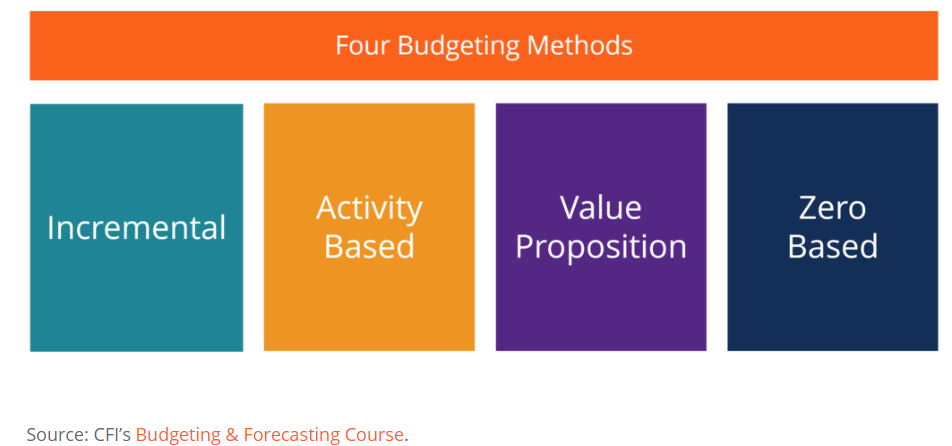 Four Budgeting Methods
Incremental
Activity
Based
Value
Proposition
Zero
Based
Source: CFI's Budgeting & Forecasting Course.